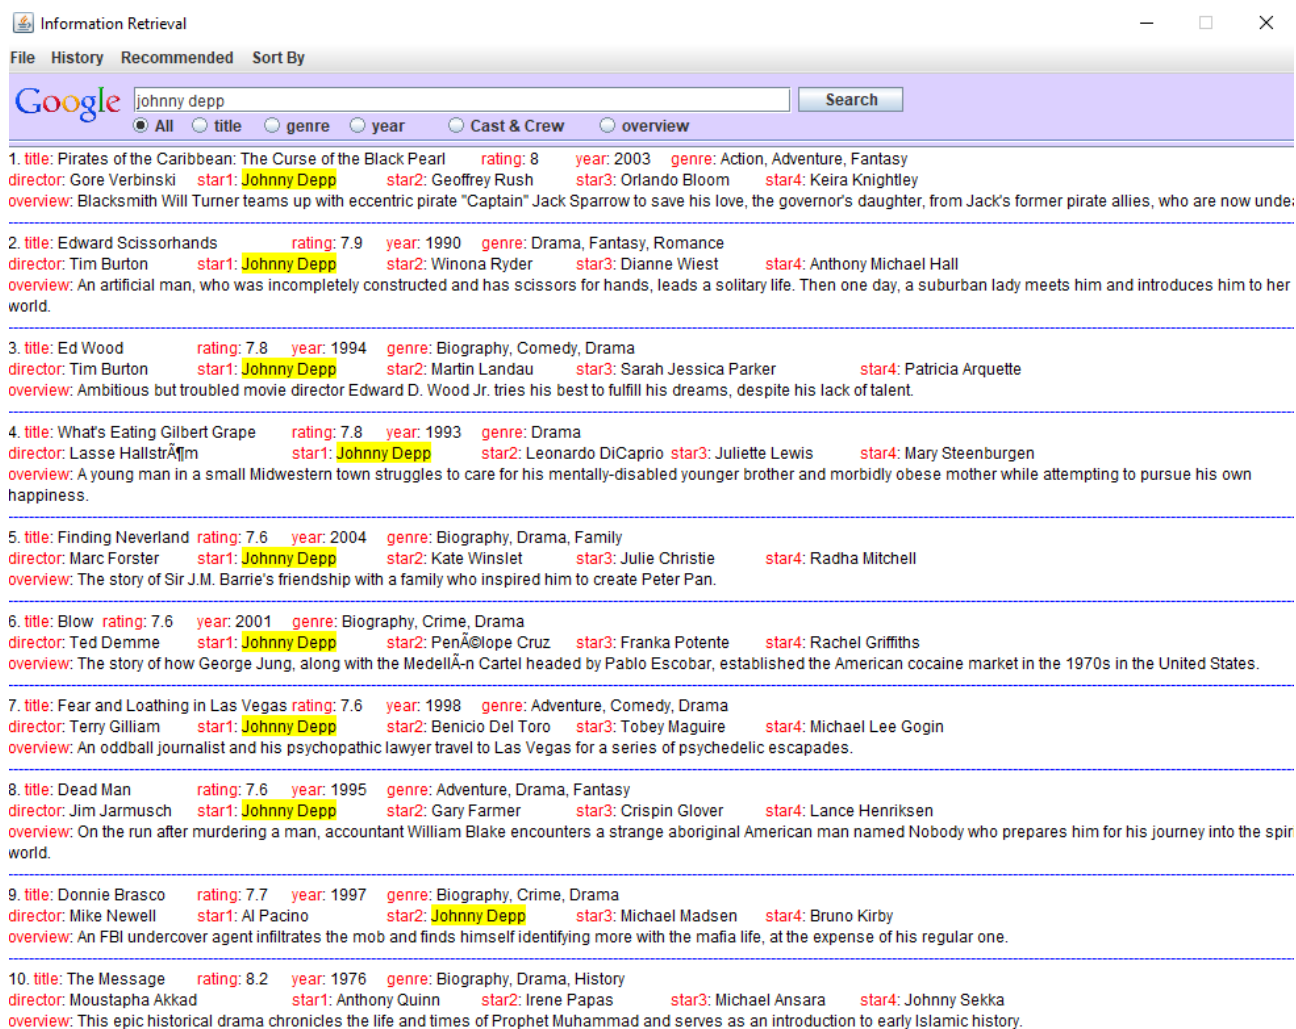 Information Retrieval
File History Recommended Sort By
Google johnny depp Search
All title genre year Cast & Crew overview
1. title: Pirates of the Caribbean: The Curse of the Black Pearl rating: 8 year: 2003 genre: Action, Adventure, Fantasy
director: Gore Verbinski star1: Johnny Depp star2: Geoffrey Rush star3: Orlando Bloom star4: Keira Knightley
overview: Blacksmith Will Turner teams up with eccentric pirate "Captain" Jack Sparrow to save his love, the governor's daughter, from Jack's former pirate allies, who are now unde
2. title: Edward Scissorhands rating: 7.9 year: 1990 genre: Drama, Fantasy, Romance
director: Tim Burton star1: Johnny Depp star2: Winona Ryder star3: Dianne Wiest star4: Anthony Michael Hall
overview: An artificial man, who was incompletely constructed and has scissors for hands, leads a solitary life. Then one day, a suburban lady meets him and introduces him to her
world.
3. title: Ed Wood rating: 7.8 year: 1994 genre: Biography, Comedy, Drama
director: Tim Burton star1: Johnny Depp star2: Martin Landau star3: Sarah Jessica Parker star4: Patricia Arquette
overview: Ambitious but troubled movie director Edward D. Wood Jr. tries his best to fulfill his dreams, despite his lack of talent.
4. title: What's Eating Gilbert Grape rating: 7.8 year: 1993 genre: Drama
director: Lasse HallstrÃ¶m star1: Johnny Depp star2: Leonardo DiCaprio star3: Juliette Lewis star4: Mary Steenburgen
overview: A young man in a small Midwestern town struggles to care for his mentally-disabled younger brother and morbidly obese mother while attempting to pursue his own
happiness.
5. title: Finding Neverland rating: 7.6 year: 2004 genre: Biography, Drama, Family
director: Marc Forster star1: Johnny Depp star2: Kate Winslet star3: Julie Christie star4: Radha Mitchell
overview: The story of Sir J.M. Barrie's friendship with a family who inspired him to create Peter Pan.
6. title: Blow rating: 7.6 year: 2001 genre: Biography, Crime, Drama
director: Ted Demme star1: Johnny Depp star2: PenÃ©lope Cruz star3: Franka Potente star4: Rachel Griffiths
overview: The story of how George Jung, along with the MedellÃ-n Cartel headed by Pablo Escobar, established the American cocaine market in the 1970s in the United States.
7. title: Fear and Loathing in Las Vegas rating: 7.6 year: 1998 genre: Adventure, Comedy, Drama
director: Terry Gilliam star1: Johnny Depp star2: Benicio Del Toro star3: Tobey Maguire star4: Michael Lee Gogin
overview: An oddball journalist and his psychopathic lawyer travel to Las Vegas for a series of psychedelic escapades.
8. title: Dead Man rating: 7.6 year: 1995 genre: Adventure, Drama, Fantasy
director: Jim Jarmusch star1: Johnny Depp star2: Gary Farmer star3: Crispin Glover star4: Lance Henriksen
overview: On the run after murdering a man, accountant William Blake encounters a strange aboriginal American man named Nobody who prepares him for his journey into the spiri
world.
9. title: Donnie Brasco rating: 7.7 year: 1997 genre: Biography, Crime, Drama
director: Mike Newell star1: Al Pacino star2: Johnny Depp star3: Michael Madsen star4: Bruno Kirby
overview: An FBI undercover agent infiltrates the mob and finds himself identifying more with the mafia life, at the expense of his regular one.
10. title: The Message rating: 8.2 year: 1976 genre: Biography, Drama, History
director: Moustapha Akkad star1: Anthony Quinn star2: Irene Papas star3: Michael Ansara star4: Johnny Sekka
overview: This epic historical drama chronicles the life and times of Prophet Muhammad and serves as an introduction to early Islamic history.